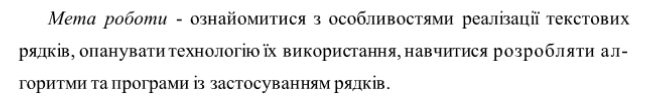 Мета роботи - ознайомитися з особливостями реалізації текстових
рядків, опанувати технологію їх використання, навчитися розробляти ал-
горитми та програми із застосуванням рядків.